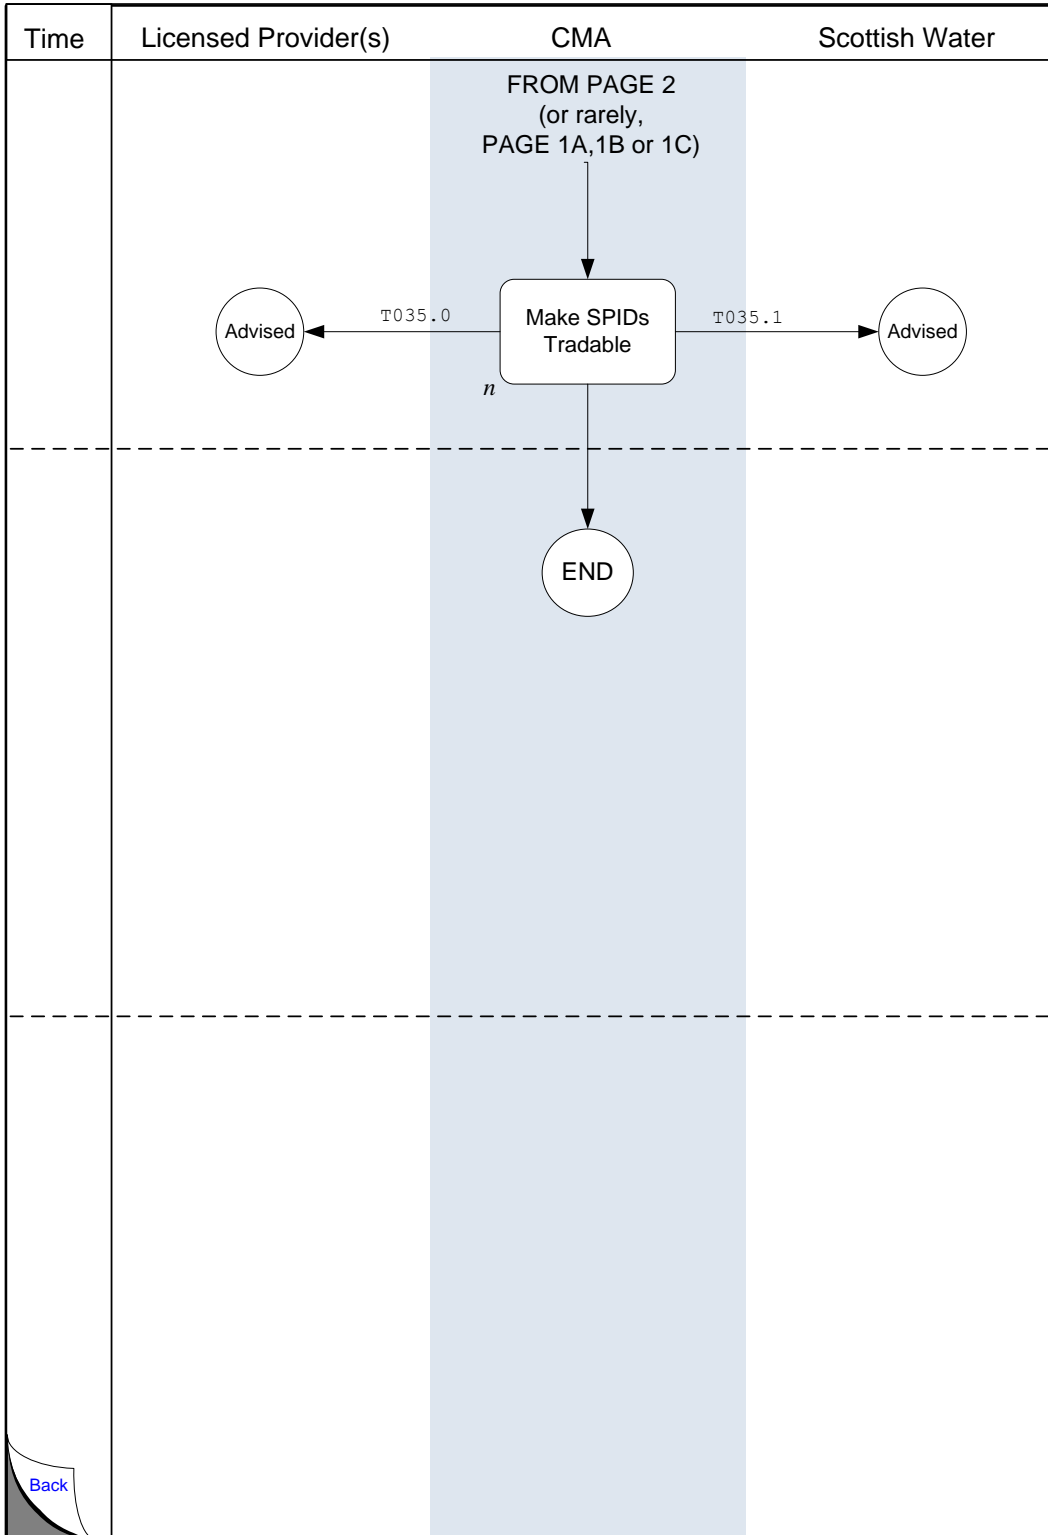 Time
Licensed Provider(s)
CMA
Scottish Water
FROM PAGE 2
(or rarely,
PAGE 1A,1B or 1C)
Advised
T035.0
Make SPIDs
Tradable
T035.1
Advised
n
END
Back